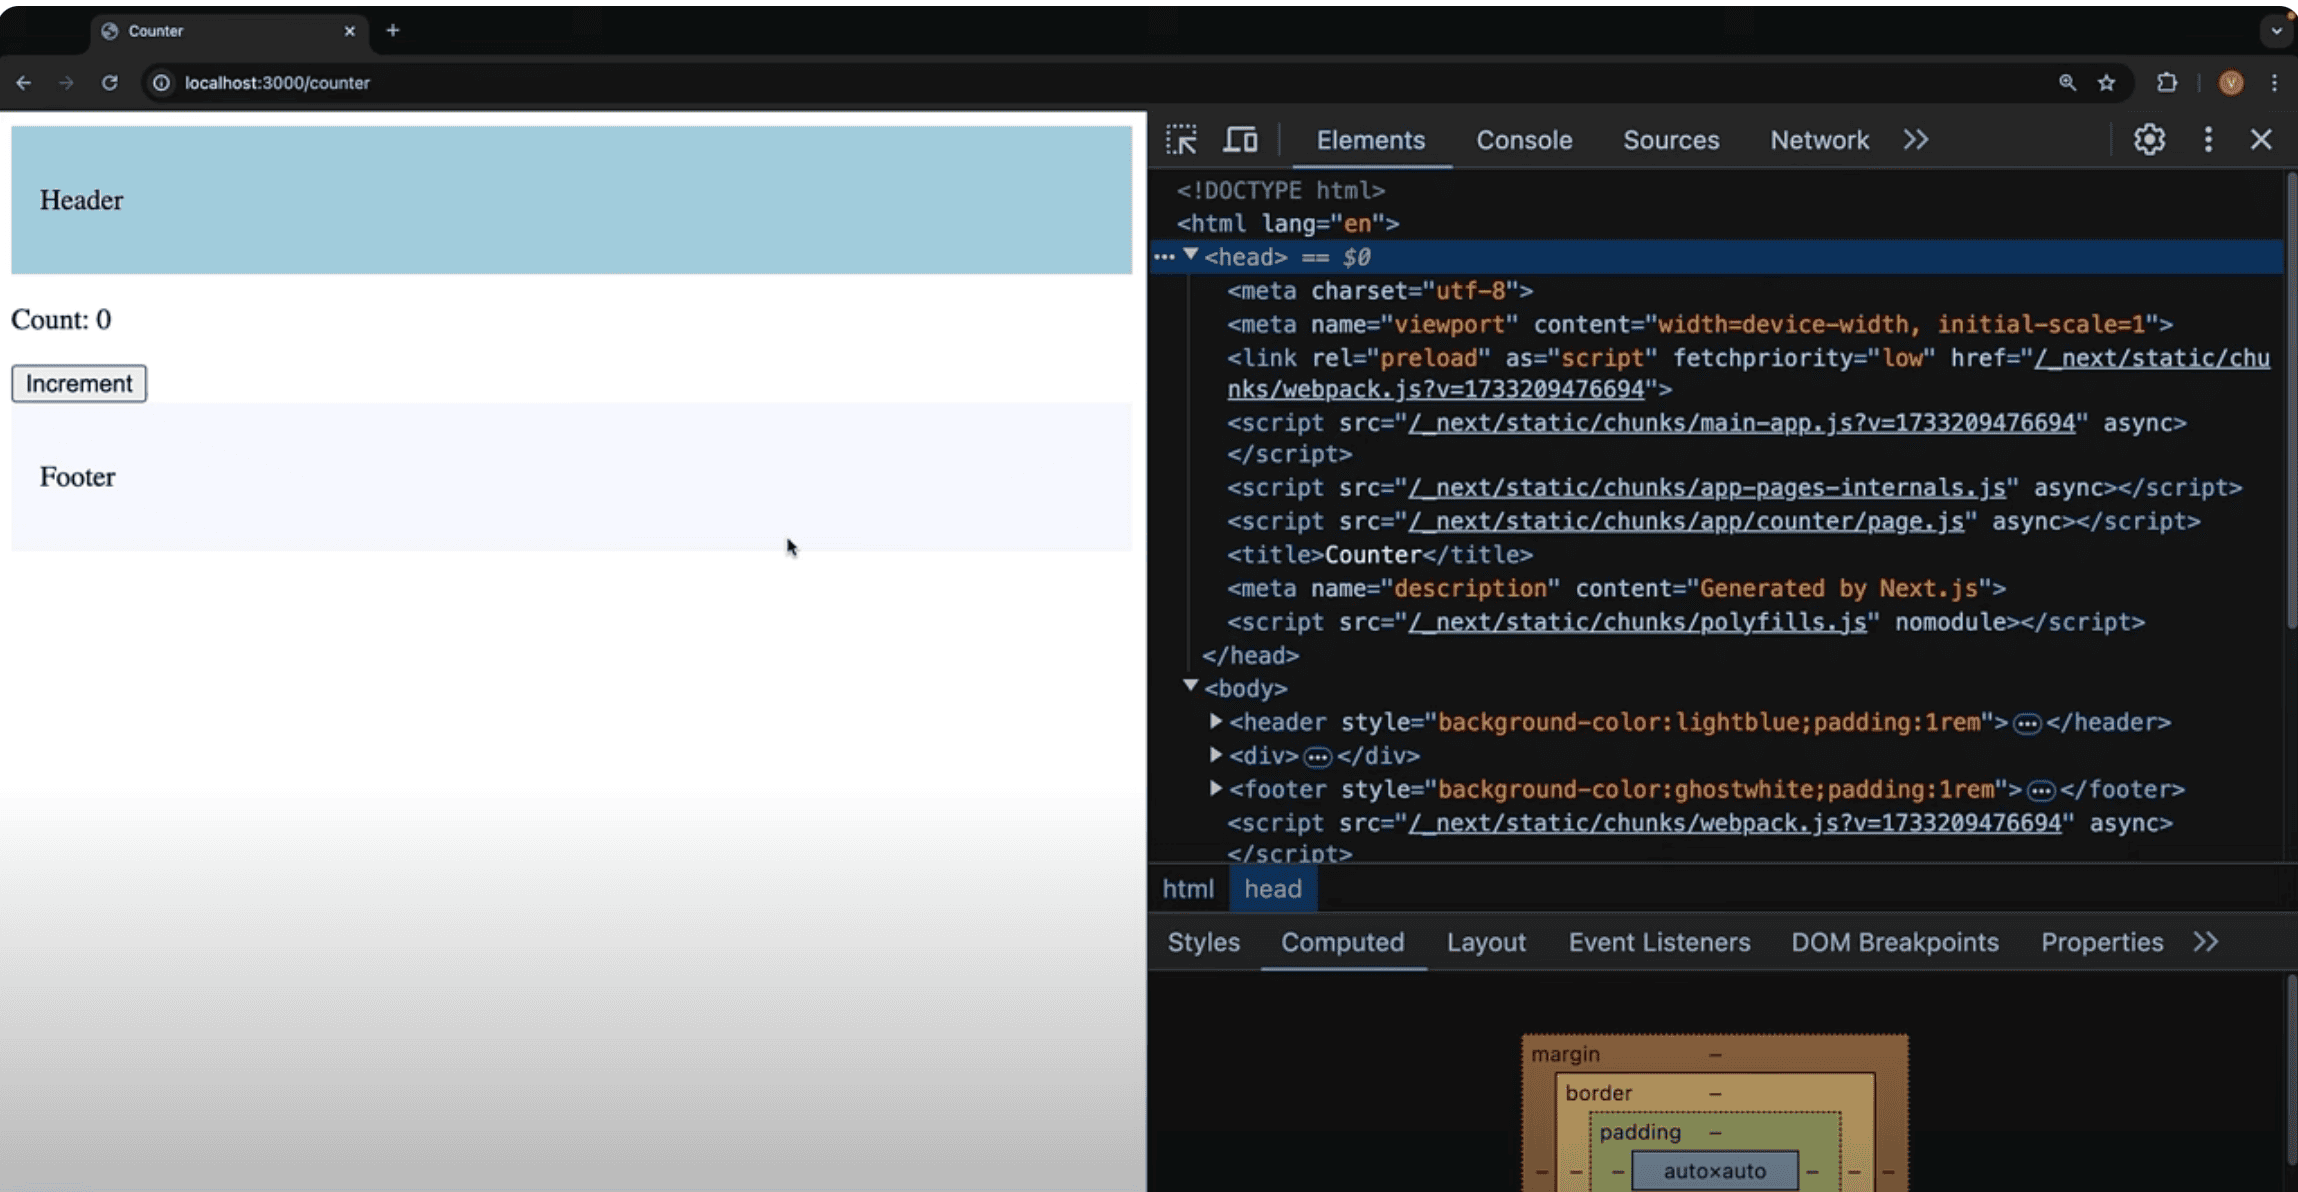 Counter
localhost:3000/counter
V
Header
Count: 0
Increment
Footer
Elements Console Sources Network
<!DOCTYPE html>
<html lang="en">
<head> == $0
<meta charset="utf-8">
<meta name="viewport" content="width=device-width, initial-scale=1">
<link rel="preload" as="script" fetchpriority="low" href="/_next/static/chu
nks/webpack.js?v=1733209476694">
<script src="/_next/static/chunks/main-app.js?v=1733209476694" async>
</script>
<script src="/_next/static/chunks/app-pages-internals.js" async></script>
<script src="/_next/static/chunks/app/counter/page.js" async></script>
<title>Counter</title>
<meta name="description" content="Generated by Next.js">
<script src="/_next/static/chunks/polyfills.js" nomodule></script>
</head>
<body>
<header style="background-color:lightblue;padding:1rem">…</header>
<div>…</div>
<footer style="background-color:ghostwhite;padding:1rem">…</footer>
<script src="/_next/static/chunks/webpack.js?v=1733209476694" async>
</script>
html head
Styles Computed Layout Event Listeners DOM Breakpoints Properties
margin –
border –
padding –
– – – auto×auto – – –